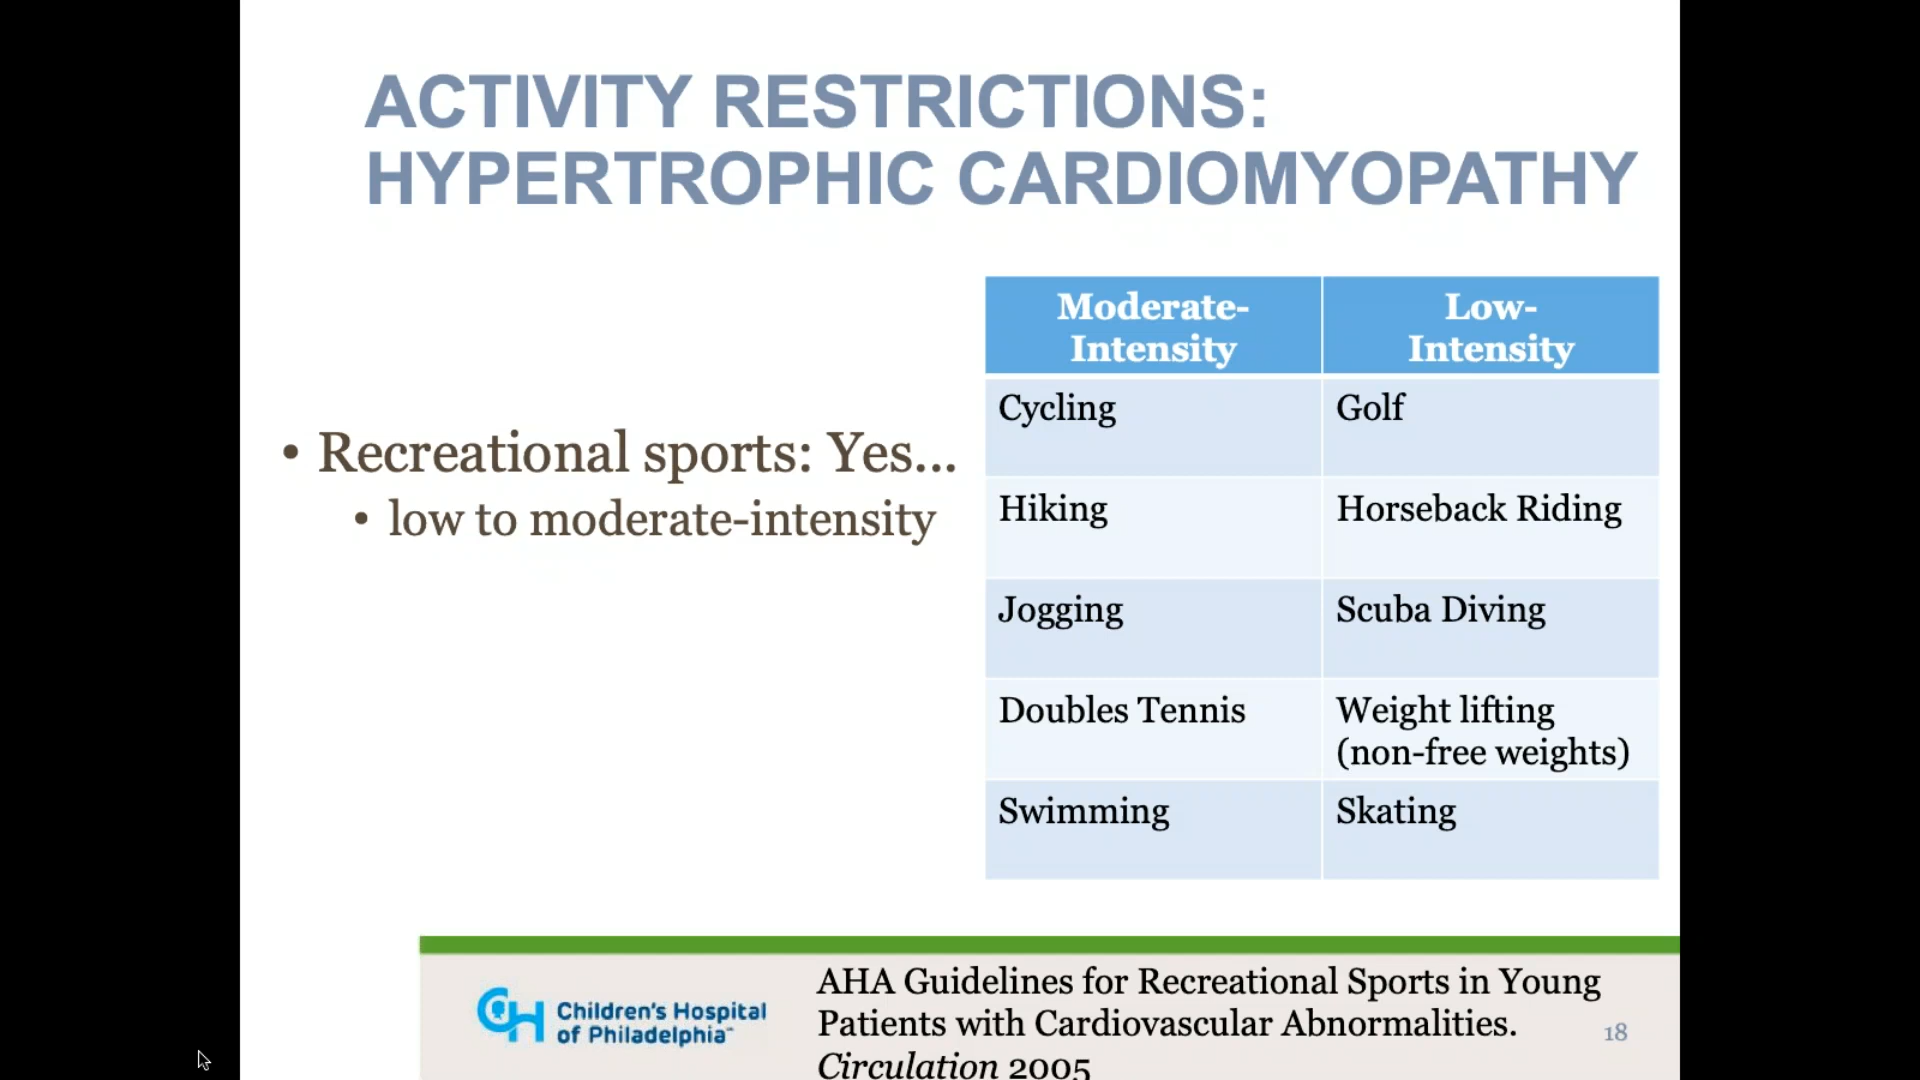 ACTIVITY RESTRICTIONS:
HYPERTROPHIC CARDIOMYOPATHY
• Recreational sports: Yes...
• low to moderate-intensity
Moderate-
Intensity
Low-
Intensity
Cycling
Golf
Hiking
Horseback Riding
Jogging
Scuba Diving
Doubles Tennis
Weight lifting
(non-free weights)
Swimming
Skating
CH Children's Hospital
of Philadelphia™
AHA Guidelines for Recreational Sports in Young
Patients with Cardiovascular Abnormalities.
Circulation 2005
18